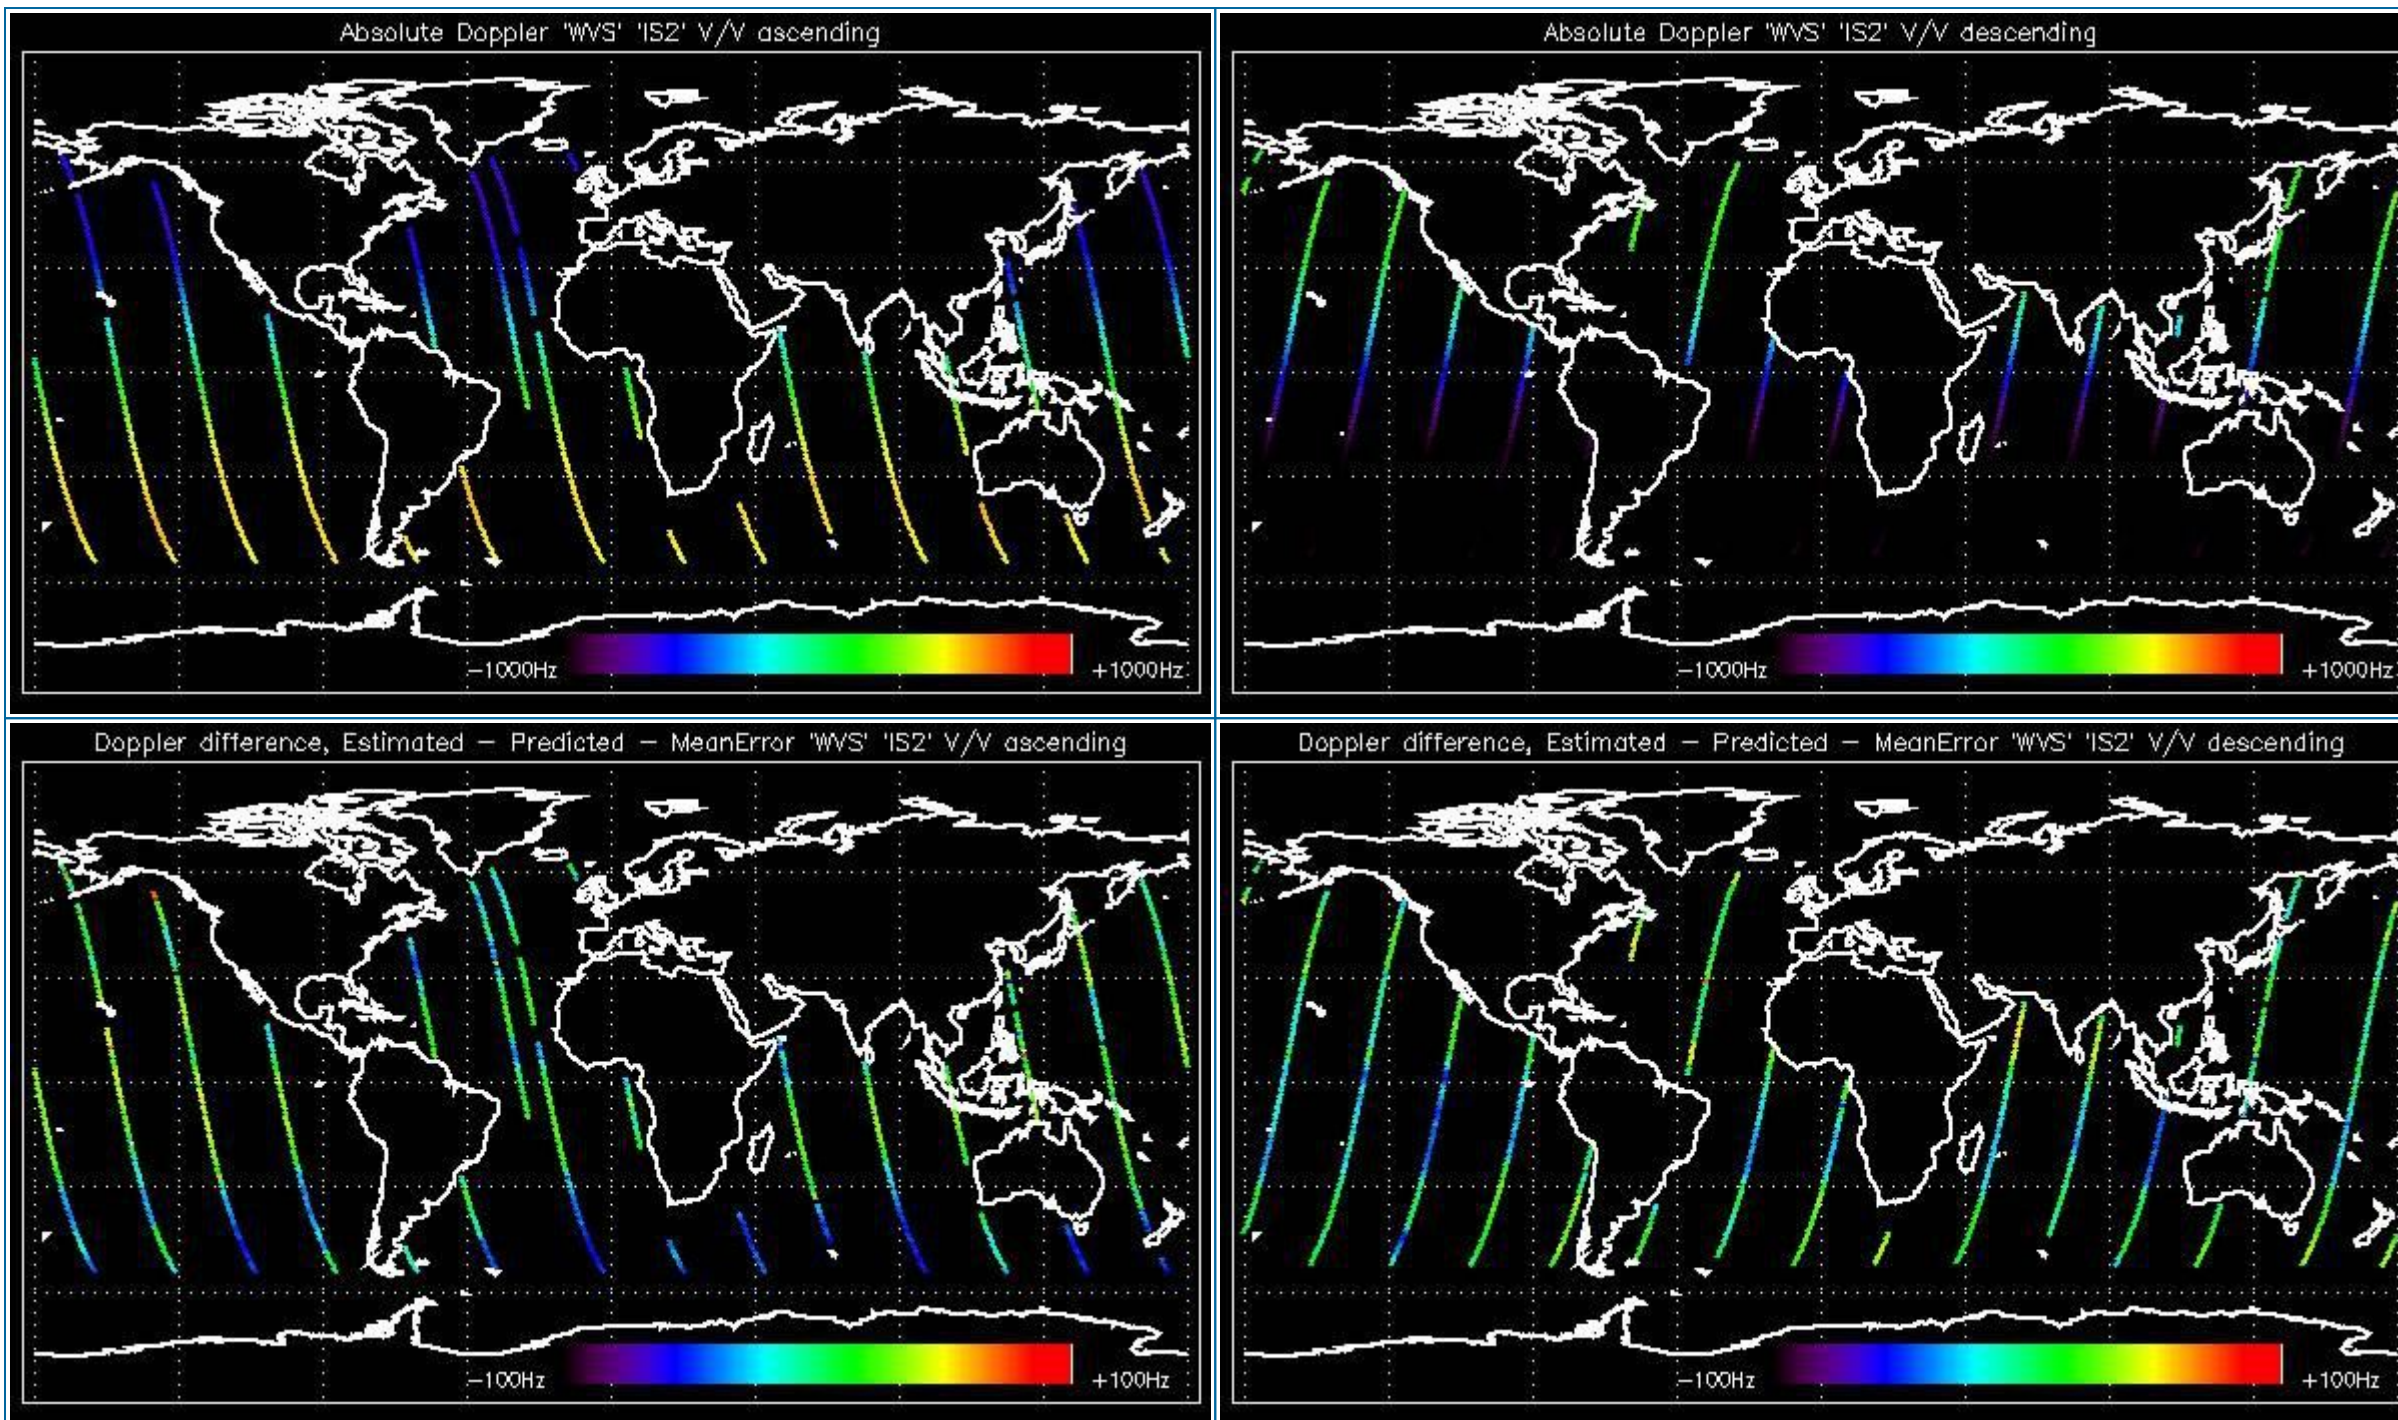 Absolute Doppler 'WVS' 'IS2' V/V ascending
-1000Hz
+1000Hz
Absolute Doppler 'WVS' 'IS2' V/V descending
-1000Hz
+1000Hz
Doppler difference, Estimated - Predicted - MeanError 'WVS' 'IS2' V/V ascending
-100Hz
+100Hz
Doppler difference, Estimated - Predicted - MeanError 'WVS' 'IS2' V/V descending
-100Hz
+100Hz